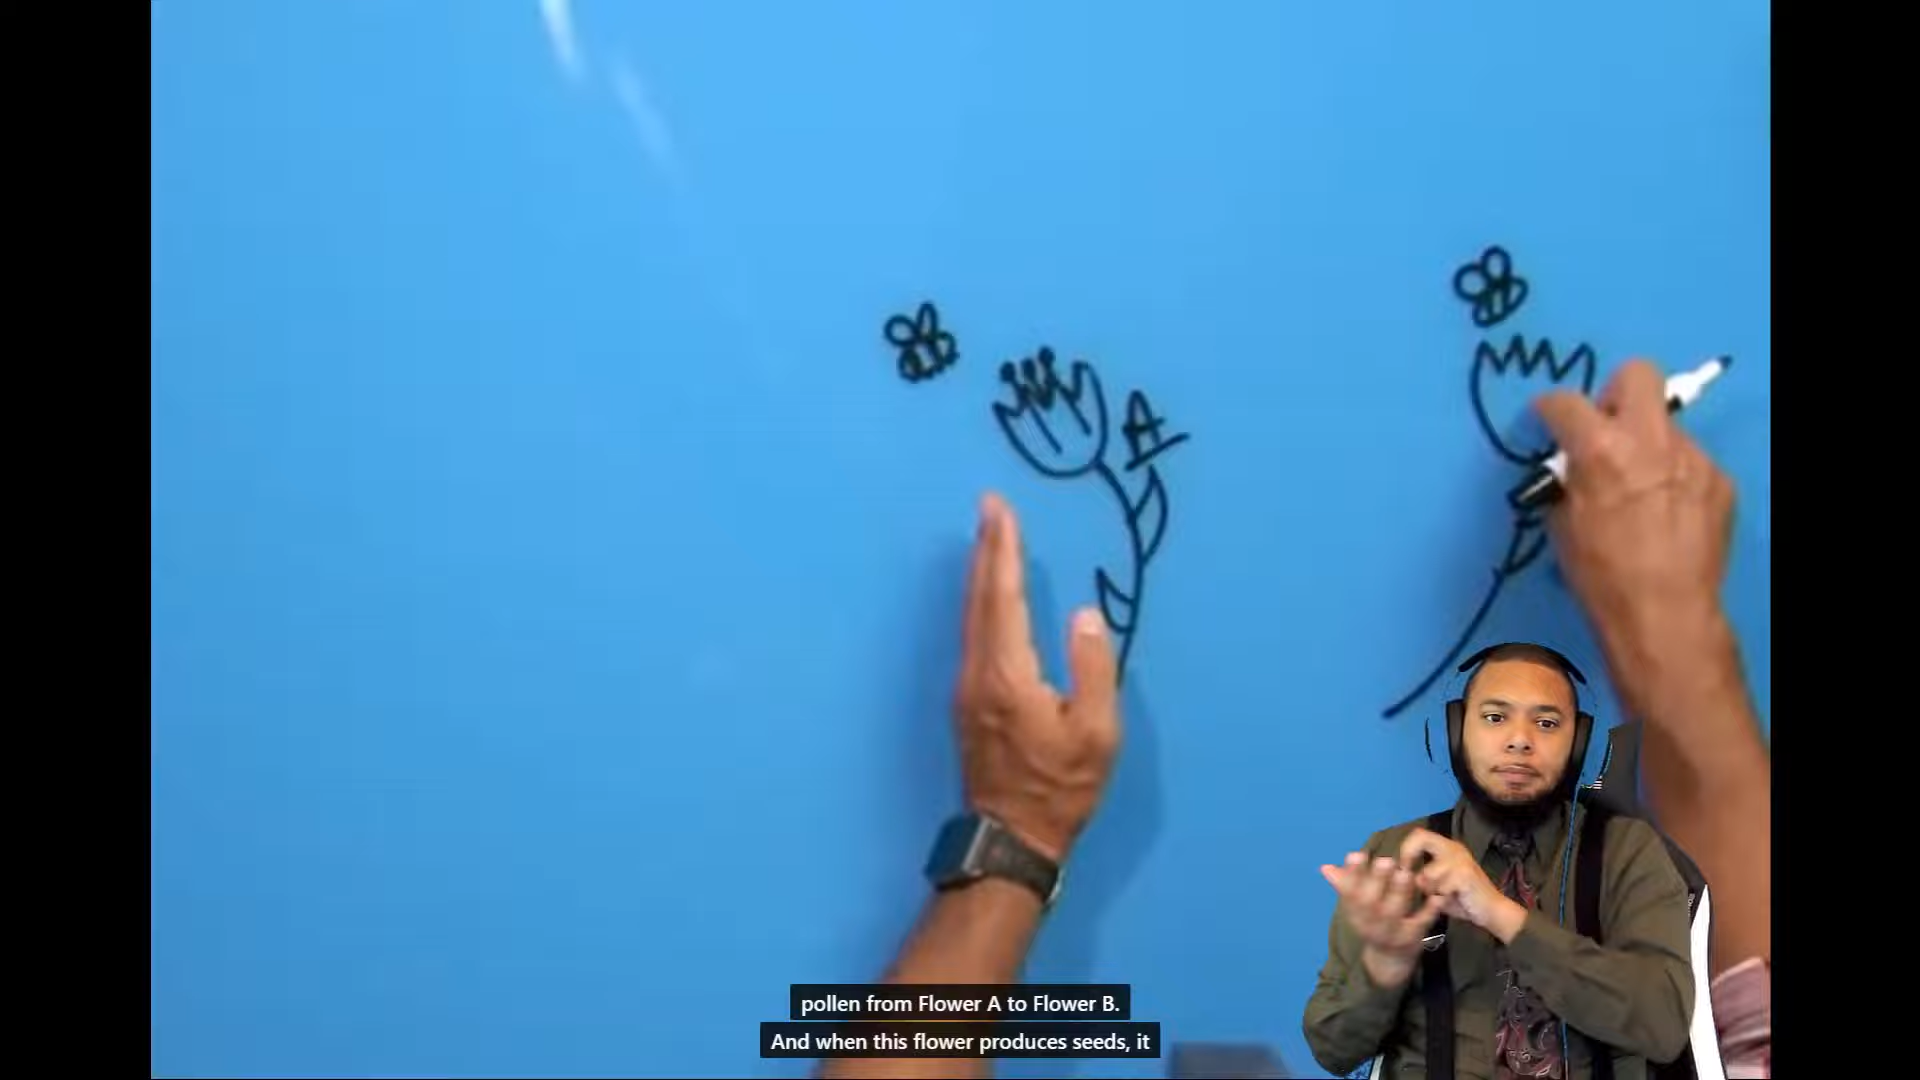 A
pollen from Flower A to Flower B.
And when this flower produces seeds, it